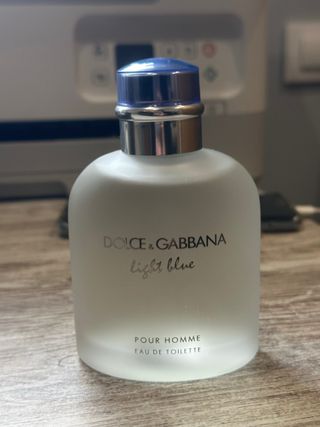 DOLCE & GABBANA
light blue
POUR HOMME
EAU DE TOILETTE